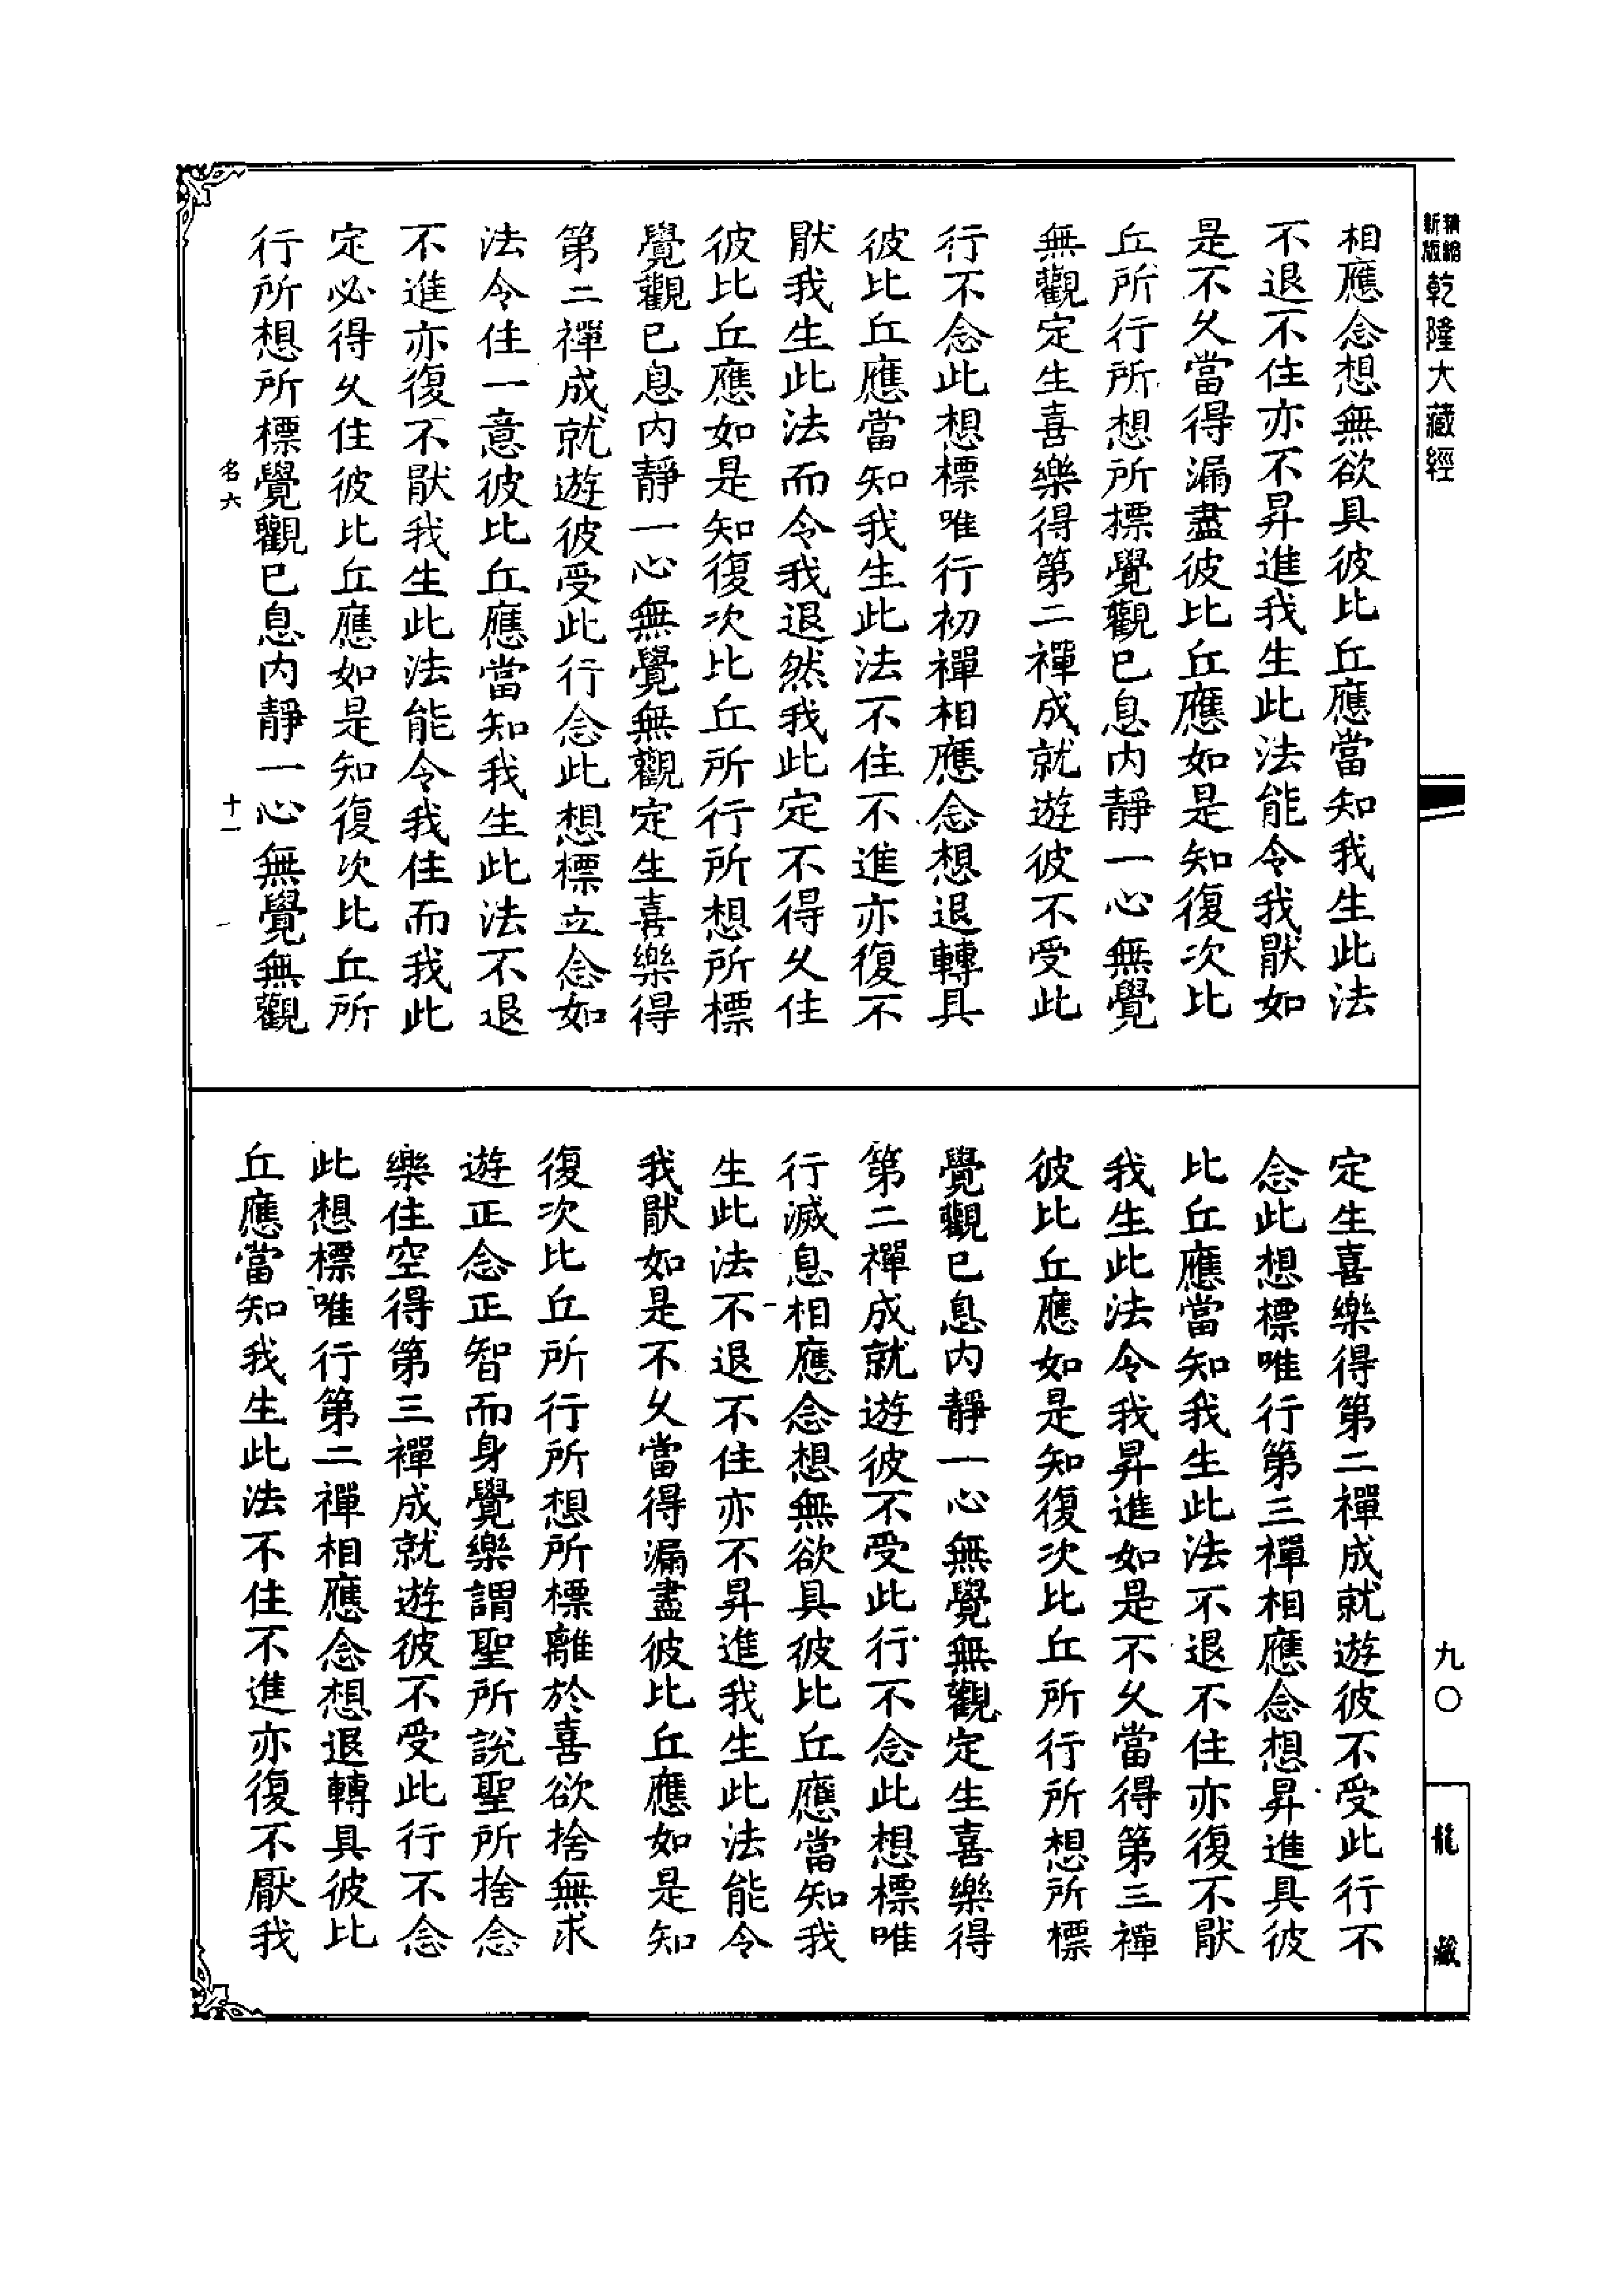 精縮
新版
乾隆大藏經
相應念想無欲具彼比丘應當知我生此法
不退不住亦不昇進我生此法能令我厭如
是不久當得漏盡彼比丘應如是知復次比
丘所行所想所標覺觀已息內靜一心無覺
無觀定生喜樂得第二禪成就遊彼不受此
行不念此想標唯行初禪相應念想退轉具
彼比丘應當知我生此法不住不進亦復不
厭我生此法而令我退然我此定不得久住
彼比丘應如是知復次比丘所行所想所標
覺觀已息內靜一心無覺無觀定生喜樂得
第二禪成就遊彼受此行念此想標立念如
法令住一意彼比丘應當知我生此法不退
不進亦復不厭我生此法能令我住而我此
定必得久住彼比丘應如是知復次比丘所
行所想所標覺觀已息內靜一心無覺無觀
名六
十一
定生喜樂得第二禪成就遊彼不受此行不
念此想標唯行第三禪相應念想昇進具彼
比丘應當知我生此法不退不住亦復不厭
我生此法令我昇進如是不久當得第三禪
彼比丘應如是知復次比丘所行所想所標
覺觀已息內靜一心無覺無觀定生喜樂得
第二禪成就遊彼不受此行不念此想標唯
行滅息相應念想無欲具彼比丘應當知我
生此法不退不住亦不昇進我生此法能令
我厭如是不久當得漏盡彼比丘應如是知
復次比丘所行所想所標離於喜欲捨無求
遊正念正智而身覺樂謂聖所說聖所捨念
樂住空得第三禪成就遊彼不受此行不念
此想標唯行第二禪相應念想退轉具彼比
丘應當知我生此法不住不進亦復不厭我
九〇
龍藏